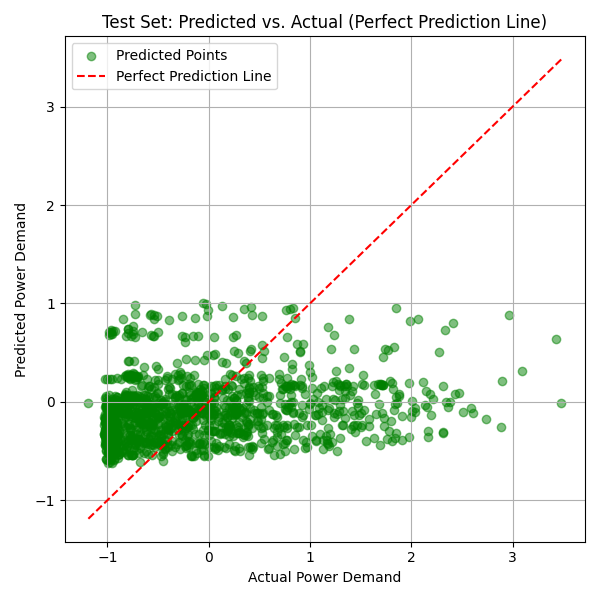 Test Set: Predicted vs. Actual (Perfect Prediction Line)
Predicted Points
Perfect Prediction Line
Predicted Power Demand
3
2
1
0
−1
−1 0 1 2 3
Actual Power Demand